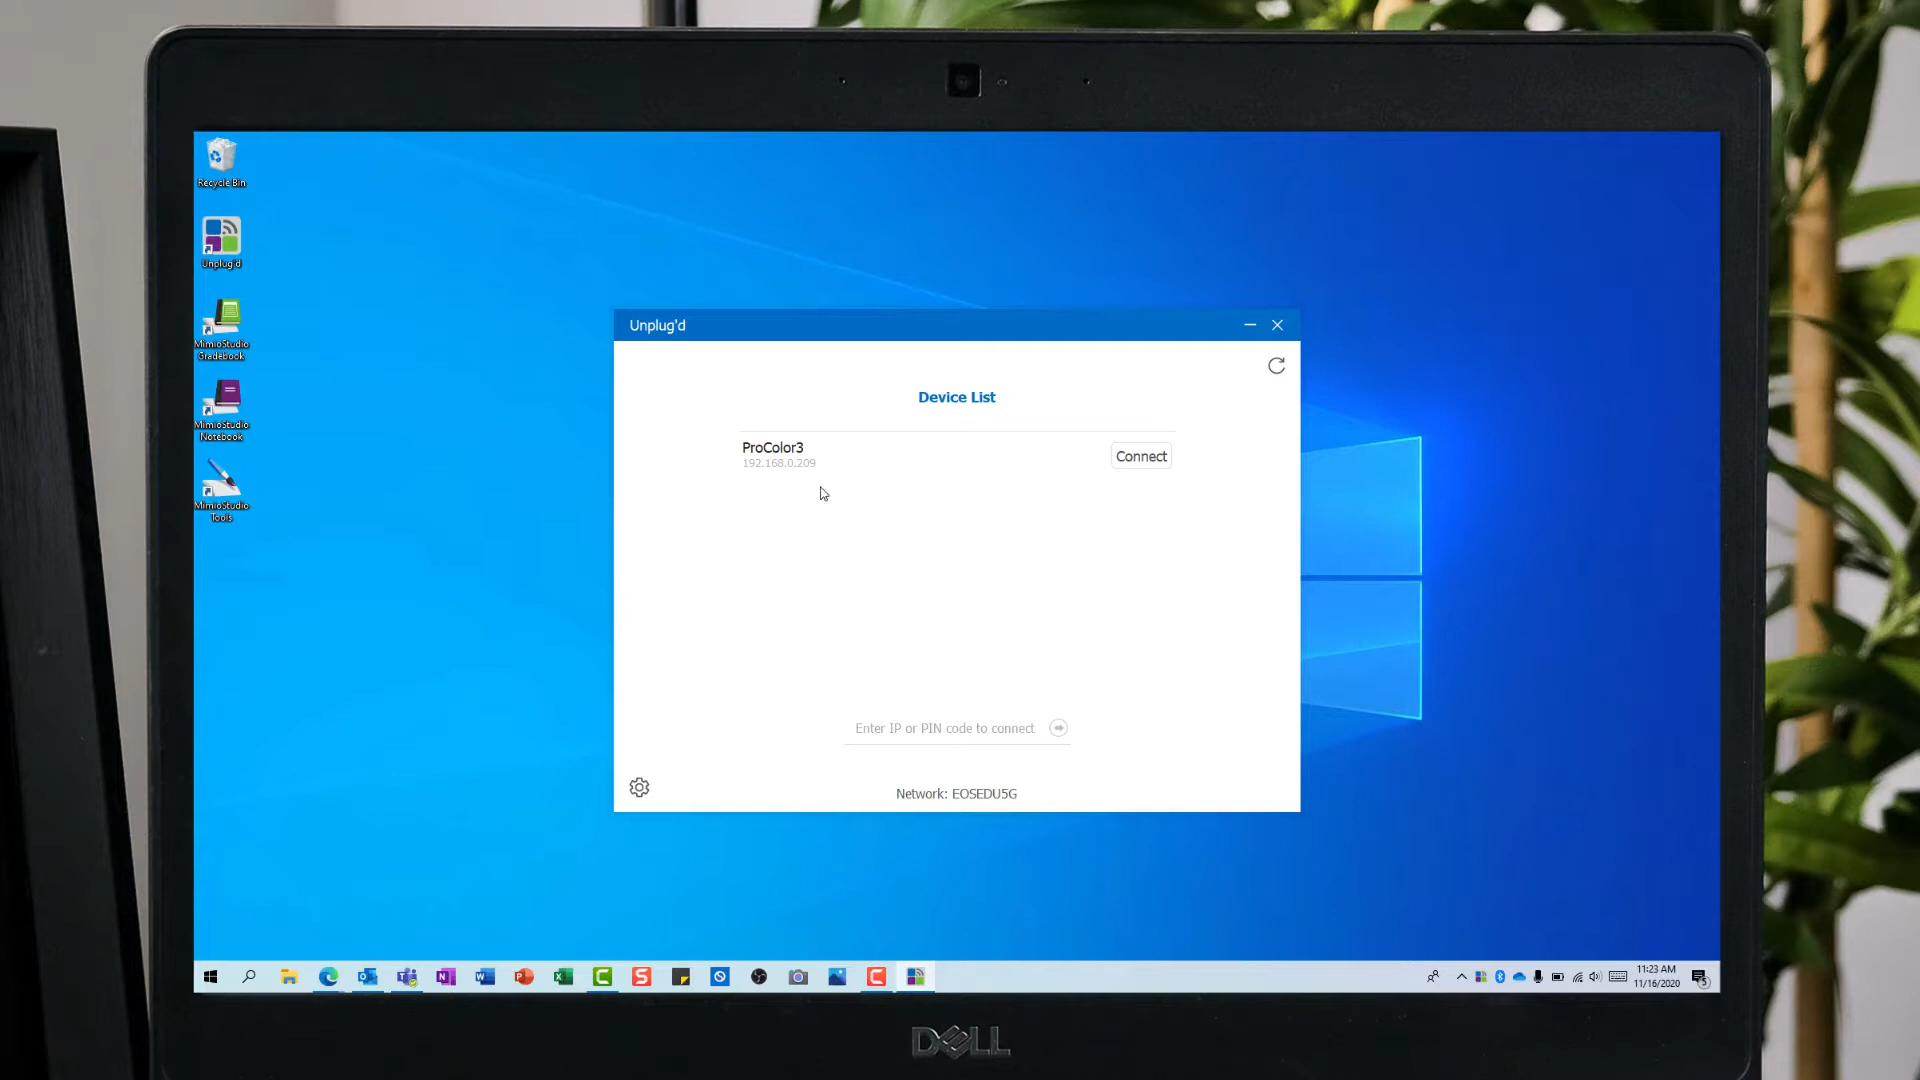 Recycle Bin
Unplug'd
MimioStudio
Gradebook
MimioStudio
Notebook
MimioStudio
Tools
Unplug'd
Device List
ProColor3
192.168.0.209
Connect
Enter IP or PIN code to connect
Network: EOSEDU5G
11:23 AM
11/16/2020
5
DELL